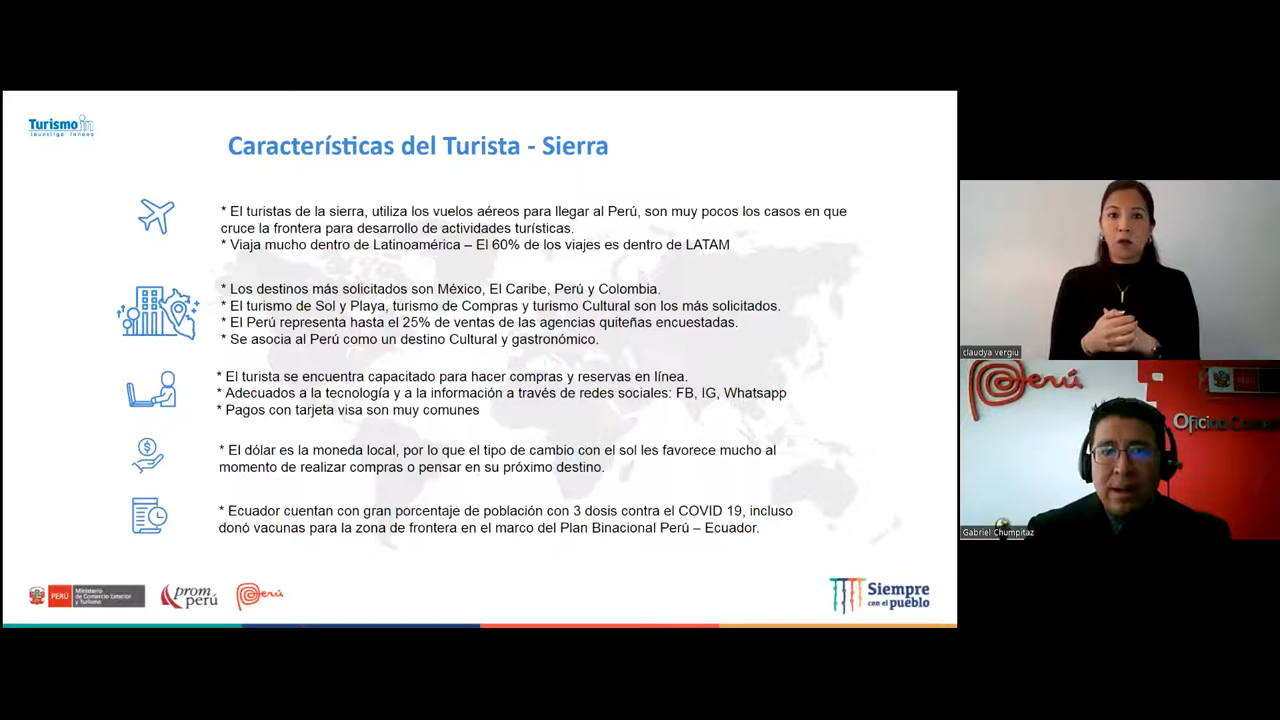 Turismo in
investiga innova
Características del Turista - Sierra
* El turistas de la sierra, utiliza los vuelos aéreos para llegar al Perú, son muy pocos los casos en que
cruce la frontera para desarrollo de actividades turísticas.
* Viaja mucho dentro de Latinoamérica – El 60% de los viajes es dentro de LATAM
* Los destinos más solicitados son México, El Caribe, Perú y Colombia.
* El turismo de Sol y Playa, turismo de Compras y turismo Cultural son los más solicitados.
* El Perú representa hasta el 25% de ventas de las agencias quiteñas encuestadas.
* Se asocia al Perú como un destino Cultural y gastronómico.
* El turista se encuentra capacitado para hacer compras y reservas en línea.
* Adecuados a la tecnología y a la información a través de redes sociales: FB, IG, Whatsapp
* Pagos con tarjeta visa son muy comunes
* El dólar es la moneda local, por lo que el tipo de cambio con el sol les favorece mucho al
momento de realizar compras o pensar en su próximo destino.
* Ecuador cuentan con gran porcentaje de población con 3 dosis contra el COVID 19, incluso
donó vacunas para la zona de frontera en el marco del Plan Binacional Perú – Ecuador.
PERÚ
Ministerio
de Comercio Exterior
y Turismo
prom
perú
Perú
Siempre
con el pueblo
claudya vergiu
Perú
Oficina
Gabriel Chumpitaz